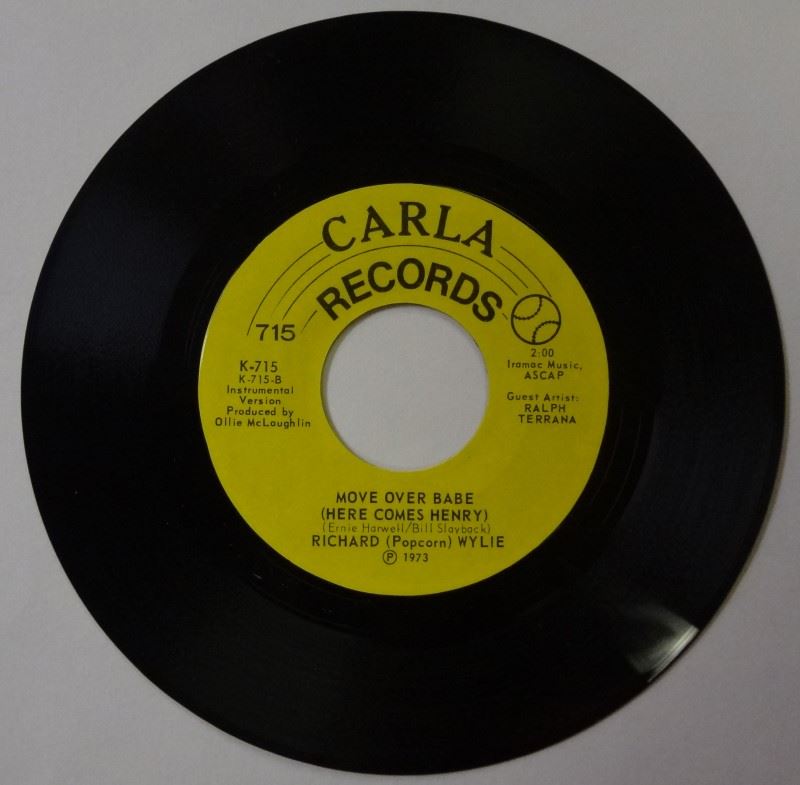 CARLA
RECORDS
715
K-715
K-715-B
Instrumental
Version
Produced by
Ollie McLaughlin
2:00
Iramac Music,
ASCAP
Guest Artist:
RALPH
TERRANA
MOVE OVER BABE
(HERE COMES HENRY)
(Ernie Harwell/Bill Slayback)
RICHARD (Popcorn) WYLIE
℗ 1973